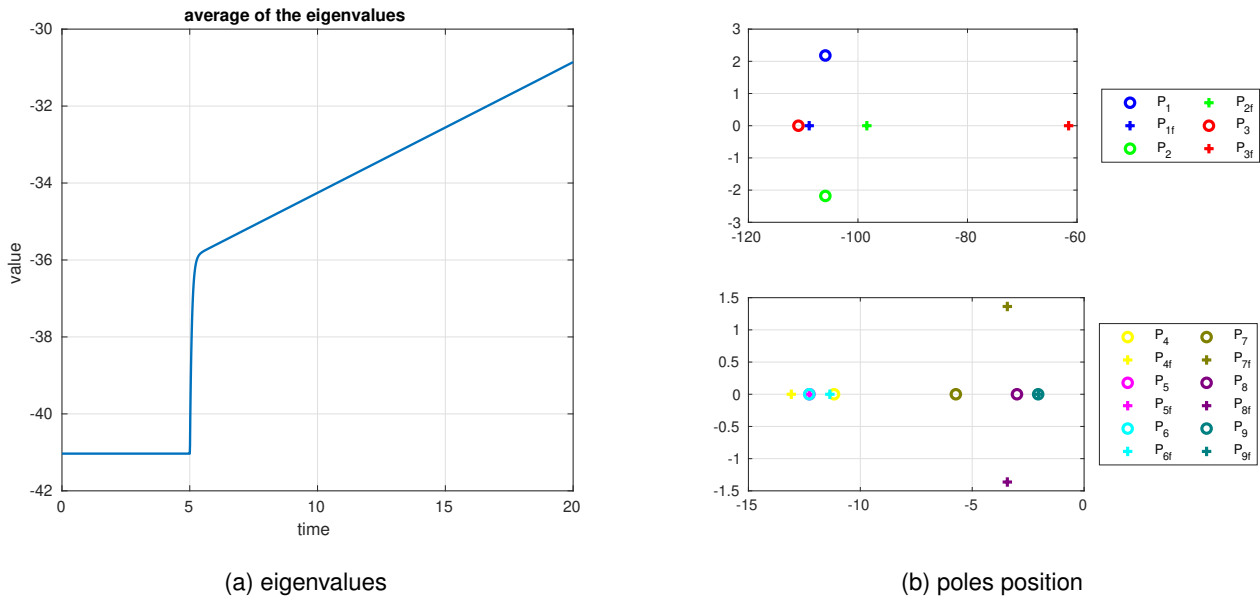 average of the eigenvalues
-30
-32
-34
-36
-38
-40
-42
value
0
5
10
15
20
time
(a) eigenvalues
3
2
1
0
-1
-2
-3
-120
-100
-80
-60
P1
P1f
P2
P2f
P3
P3f
1.5
1
0.5
0
-0.5
-1
-1.5
-15
-10
-5
0
P4
P4f
P5
P5f
P6
P6f
P7
P7f
P8
P8f
P9
P9f
(b) poles position